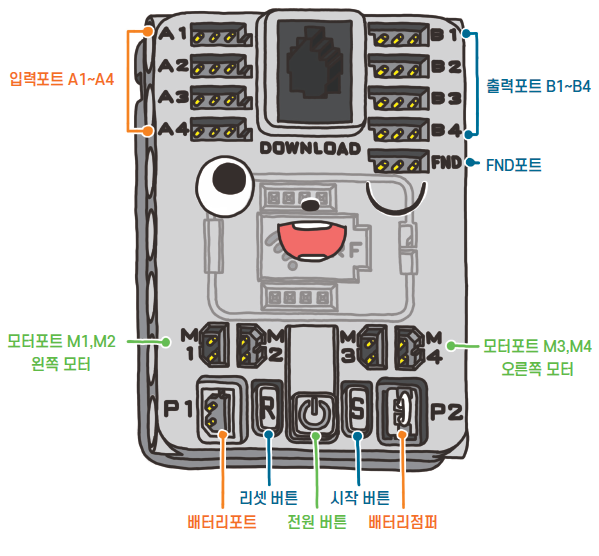 A1
B1
A2
B2
입력포트 A1~A4
출력포트 B1~B4
A3
B3
A4
B4
DOWNLOAD
FND
FND포트
F
M1
M2
M3
M4
모터포트 M1,M2
왼쪽 모터
모터포트 M3,M4
오른쪽 모터
P1
R
S
P2
리셋 버튼
시작 버튼
배터리포트
전원 버튼
배터리점퍼